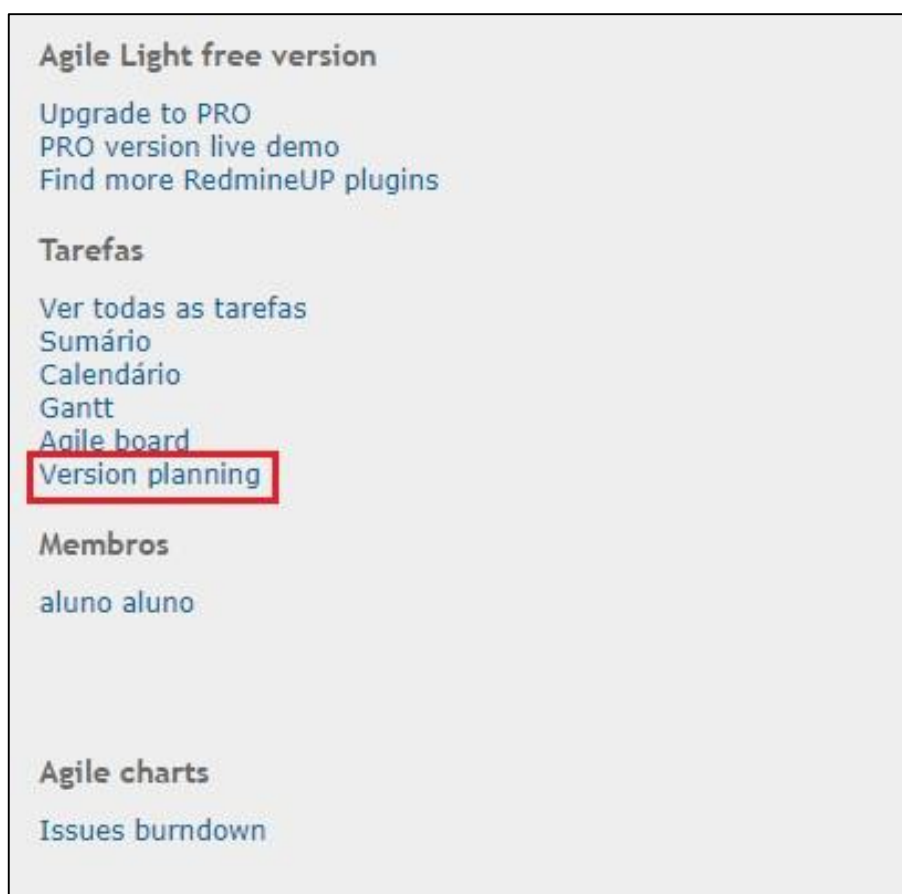 Agile Light free version
Upgrade to PRO
PRO version live demo
Find more RedmineUP plugins
Tarefas
Ver todas as tarefas
Sumário
Calendário
Gantt
Agile board
Version planning
Membros
aluno aluno
Agile charts
Issues burndown